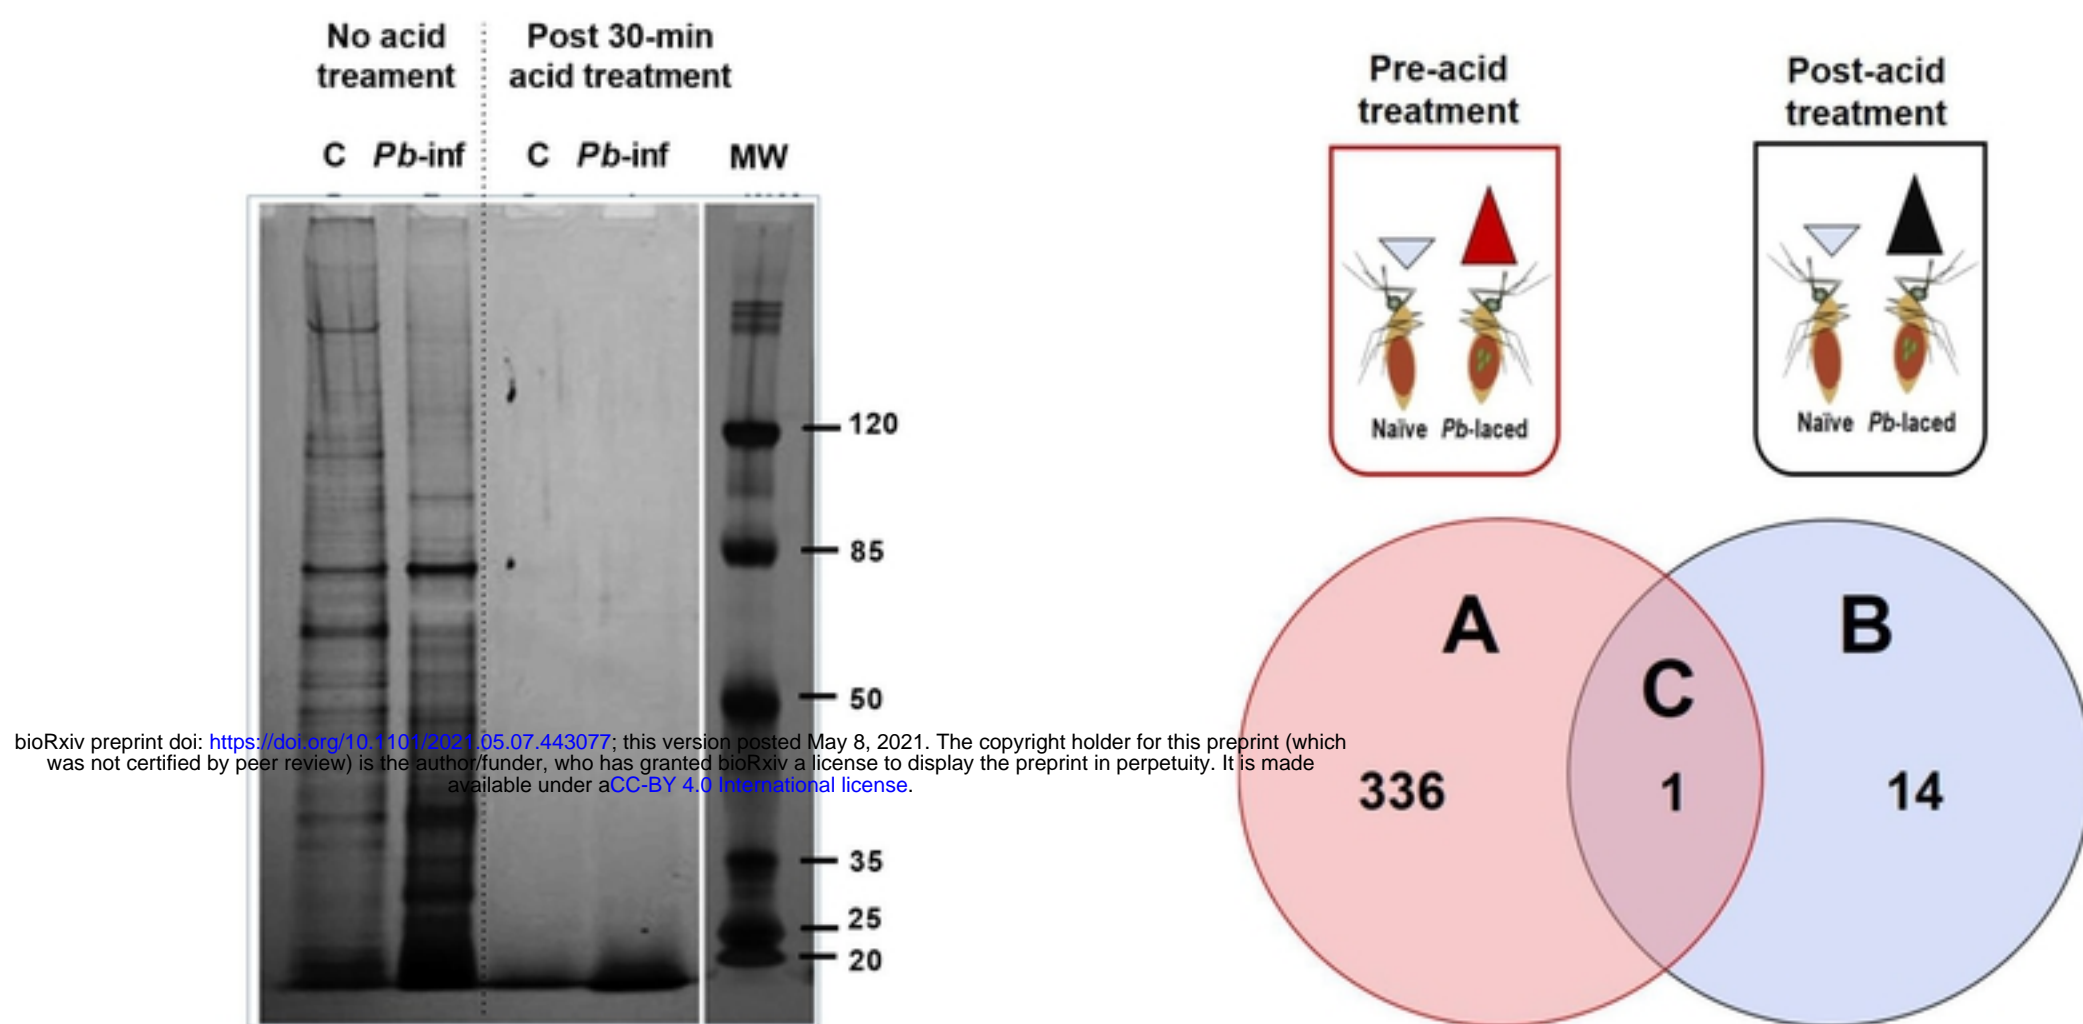 No acid
treament
Post 30-min
acid treatment
C Pb-inf C Pb-inf MW
120
85
50
35
25
20
Pre-acid
treatment
Naïve Pb-laced
Post-acid
treatment
Naïve Pb-laced
A
B
C
336
1
14
bioRxiv preprint doi: https://doi.org/10.1101/2021.05.07.443077; this version posted May 8, 2021. The copyright holder for this preprint (which
was not certified by peer review) is the author/funder, who has granted bioRxiv a license to display the preprint in perpetuity. It is made
available under aCC-BY 4.0 International license.